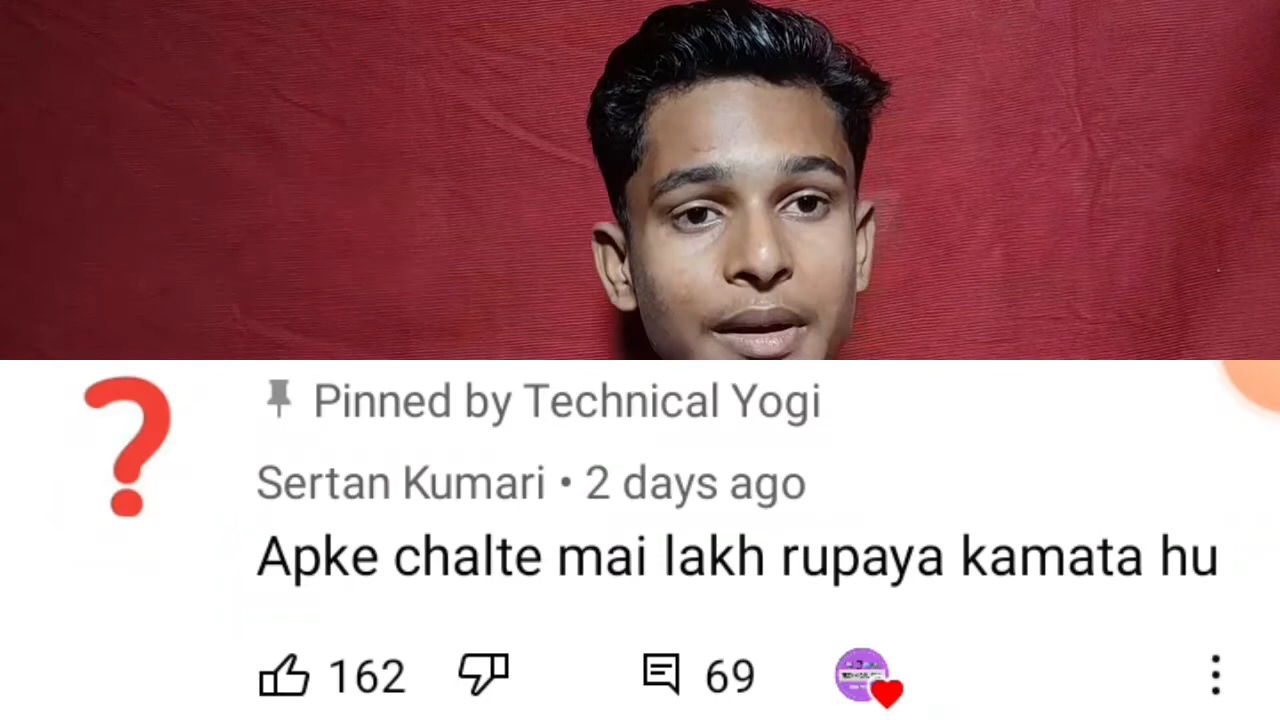 Pinned by Technical Yogi
Sertan Kumari • 2 days ago
Apke chalte mai lakh rupaya kamata hu
162 69